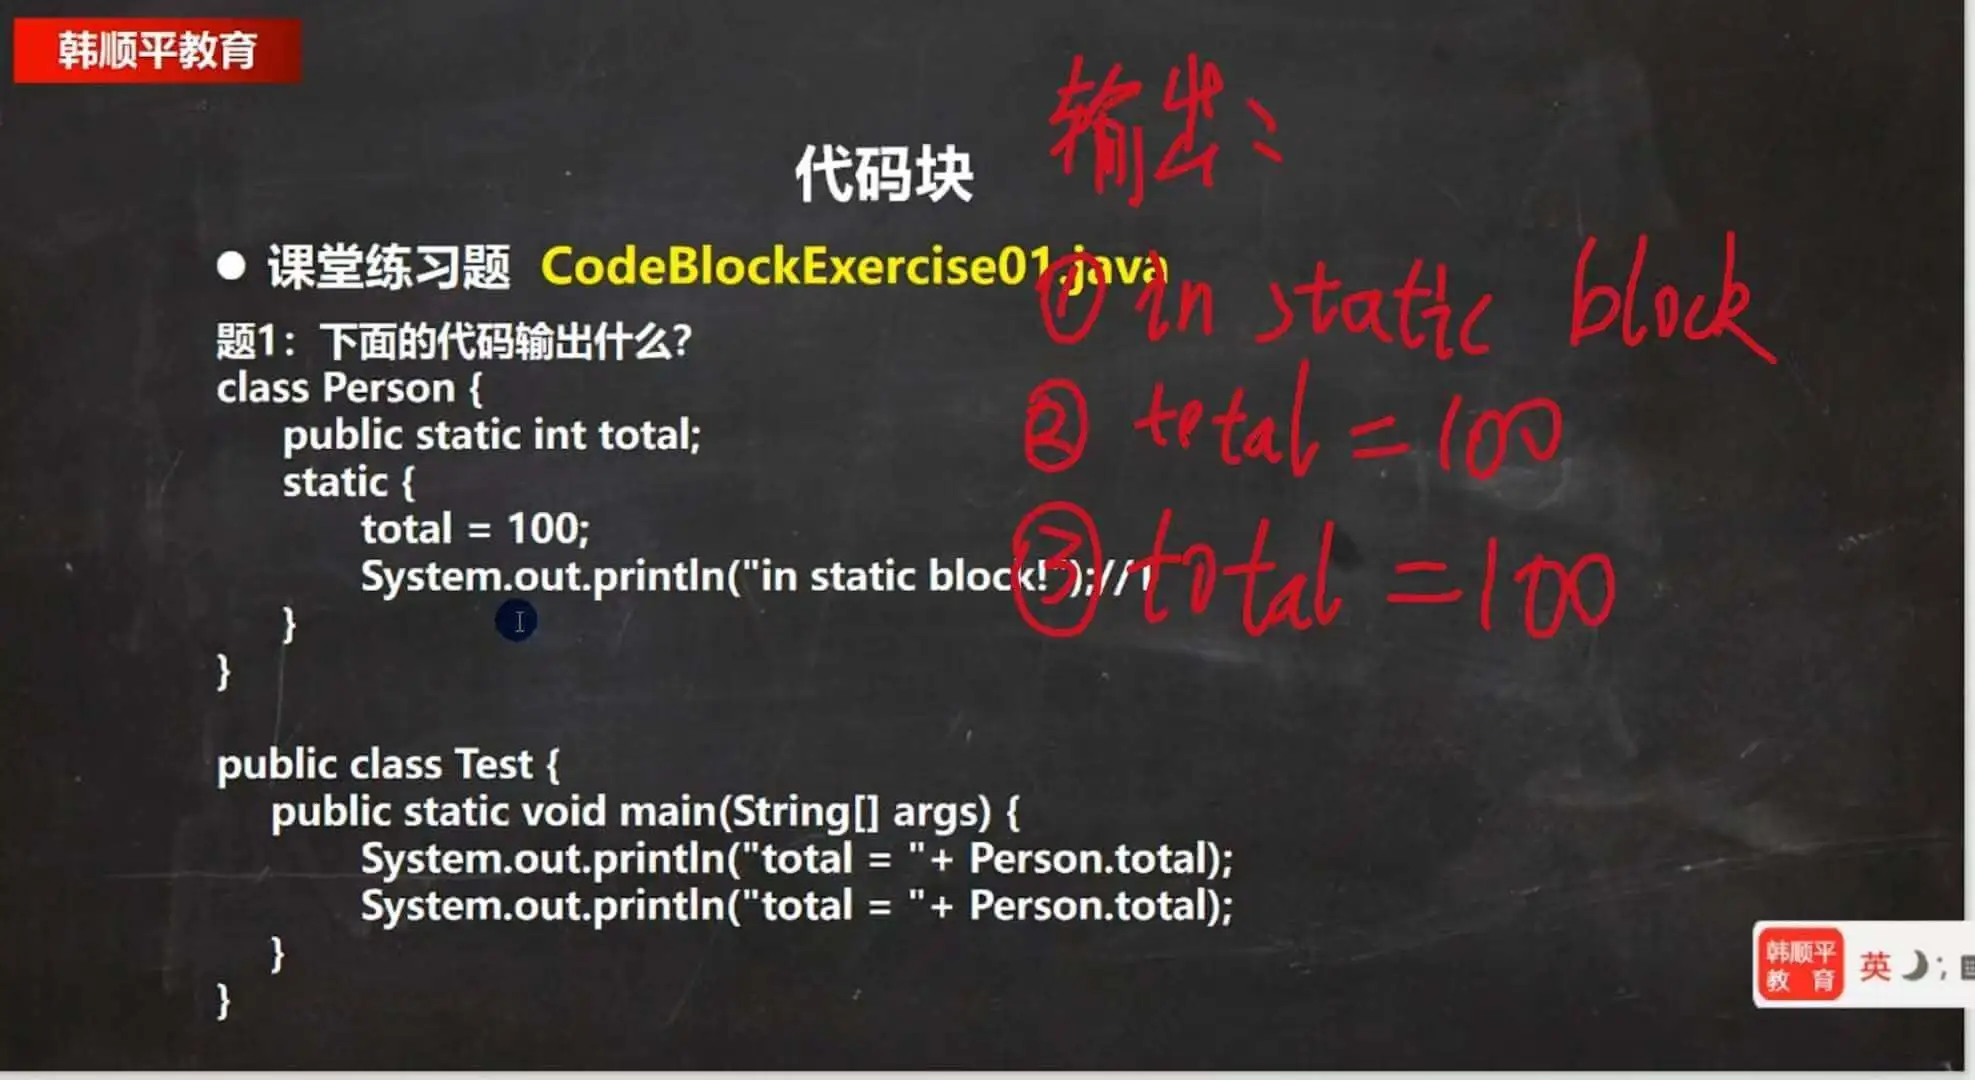 韩顺平教育
输出:
代码块
● 课堂练习题 CodeBlockExercise01.java
① in static block
题1：下面的代码输出什么？
class Person {
② total = 100
public static int total;
static {
total = 100;
③ total = 100
System.out.println("in static block!");//1
}
}
public class Test {
public static void main(String[] args) {
System.out.println("total = "+ Person.total);
System.out.println("total = "+ Person.total);
}
}
韩顺平
教 育
英 ;